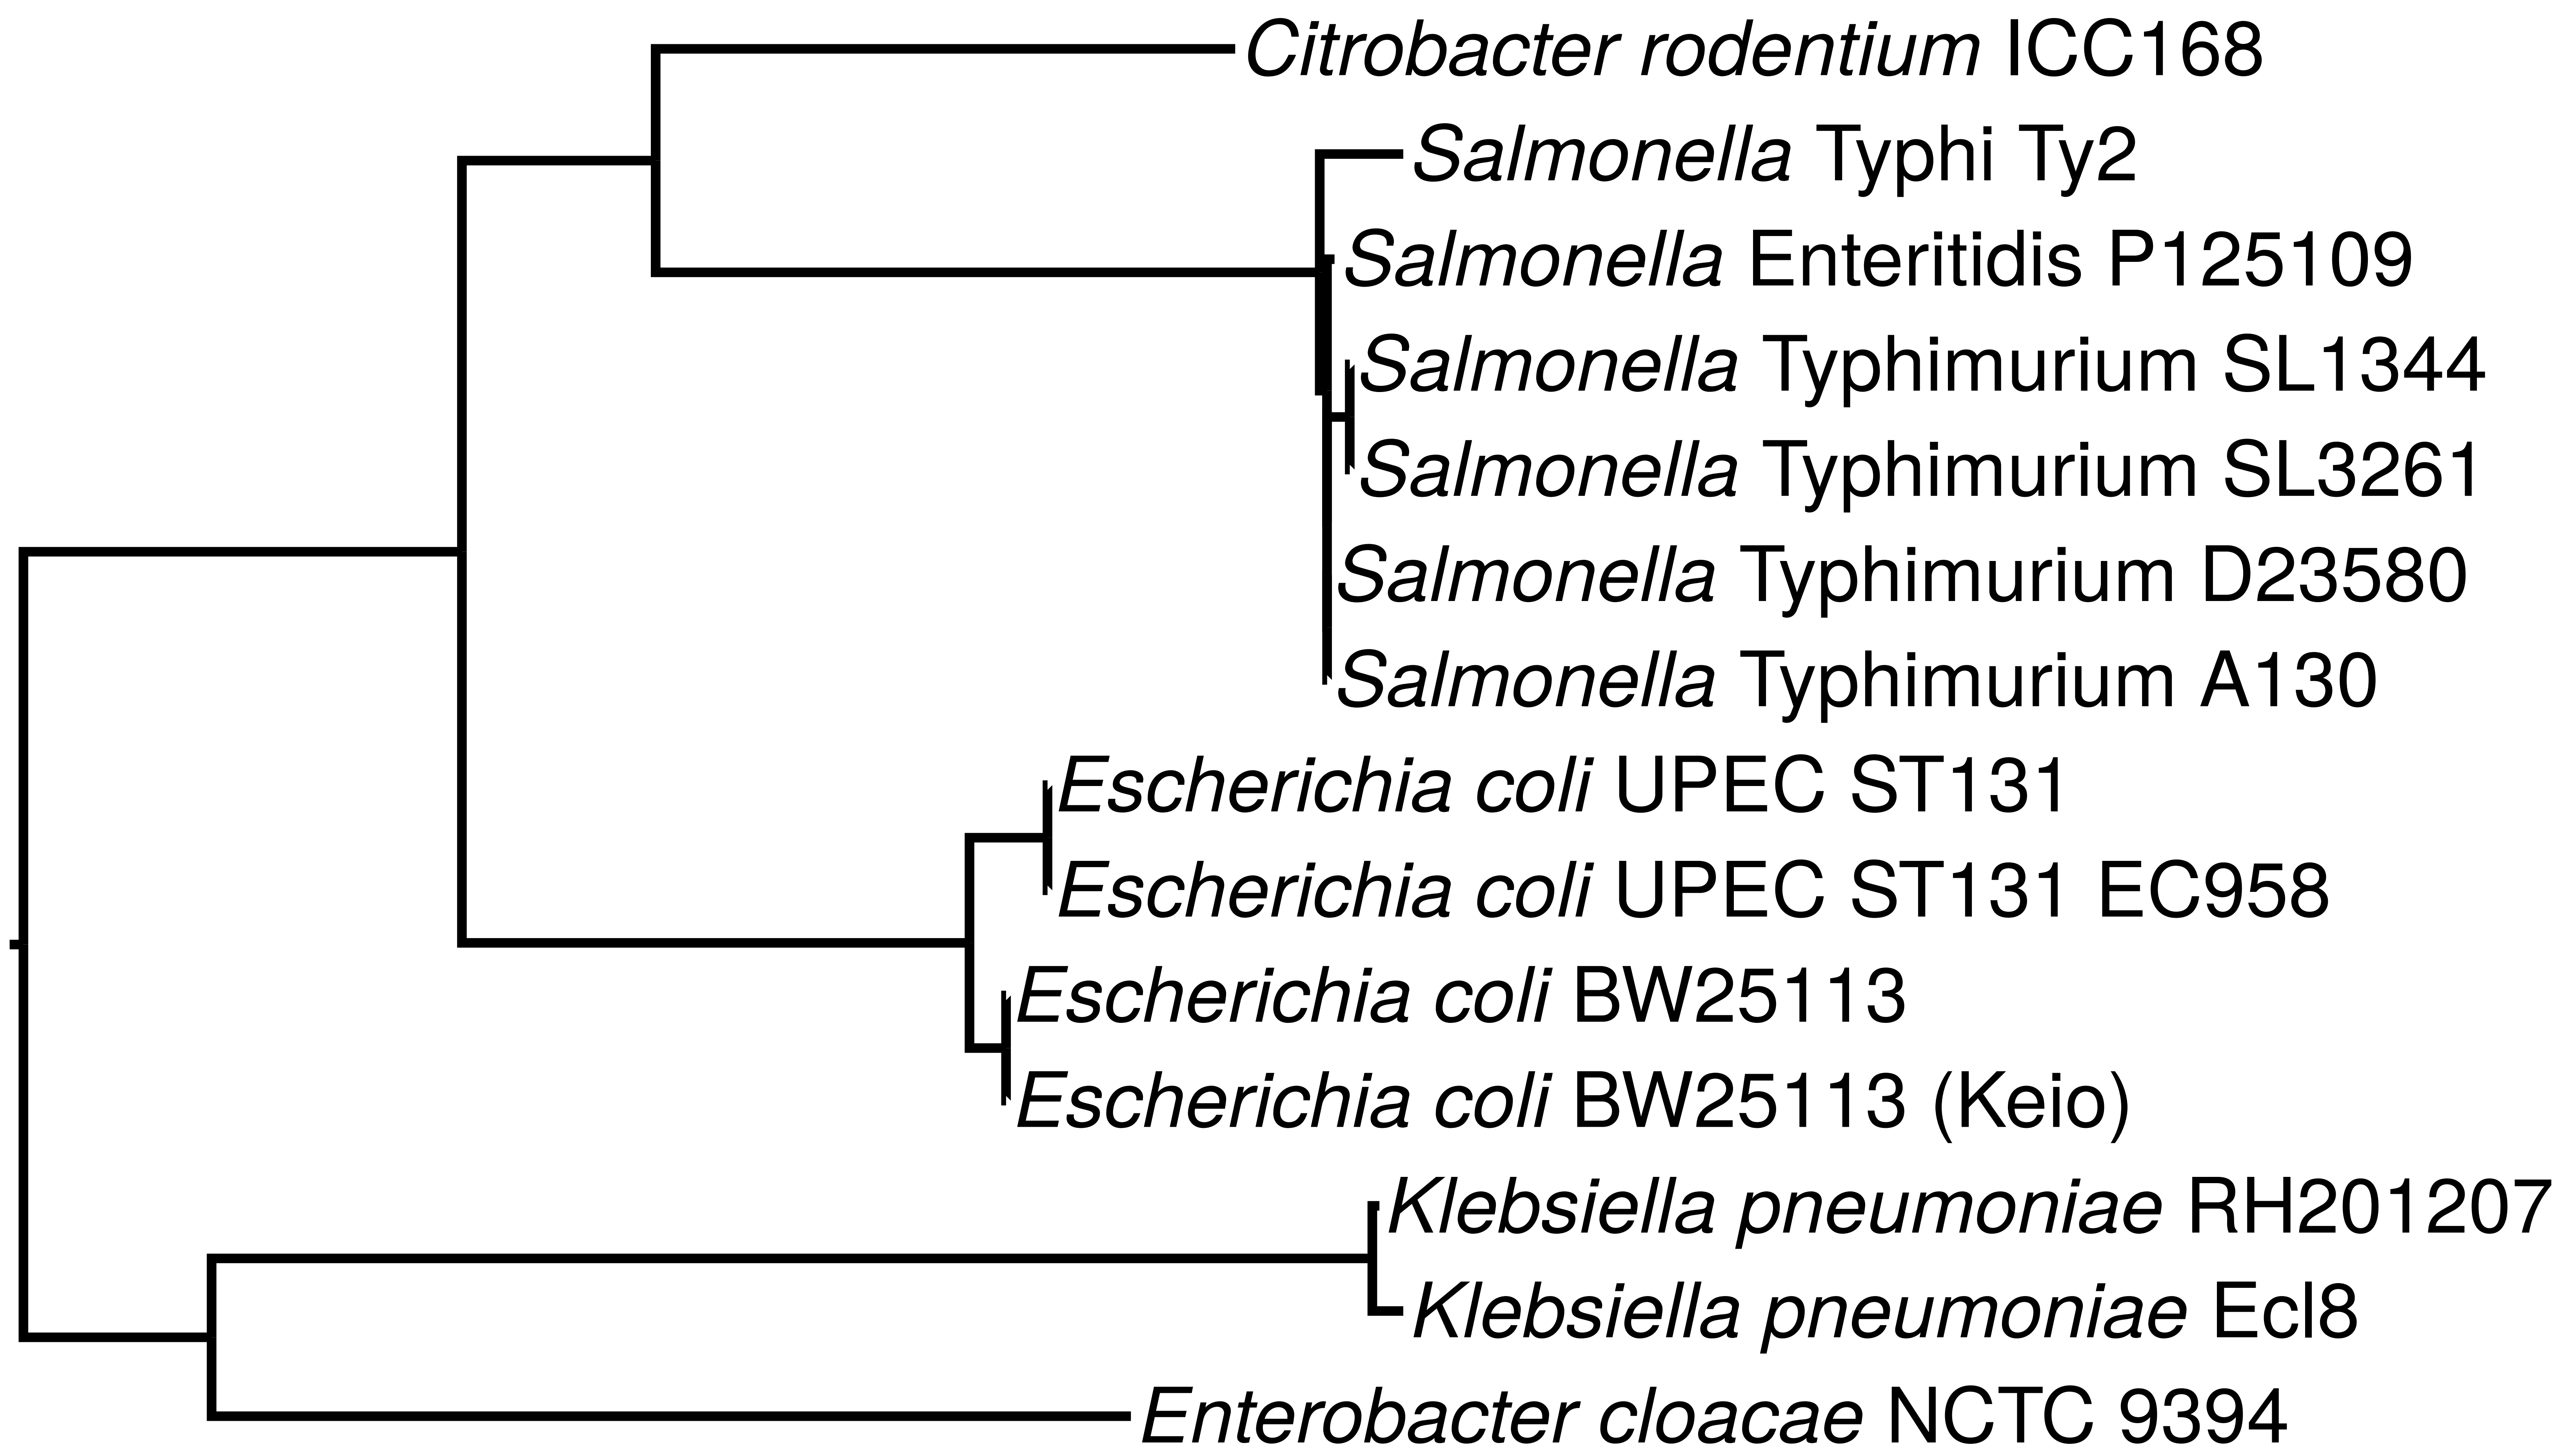 Citrobacter rodentium ICC168
Salmonella Typhi Ty2
Salmonella Enteritidis P125109
Salmonella Typhimurium SL1344
Salmonella Typhimurium SL3261
Salmonella Typhimurium D23580
Salmonella Typhimurium A130
Escherichia coli UPEC ST131
Escherichia coli UPEC ST131 EC958
Escherichia coli BW25113
Escherichia coli BW25113 (Keio)
Klebsiella pneumoniae RH201207
Klebsiella pneumoniae Ecl8
Enterobacter cloacae NCTC 9394